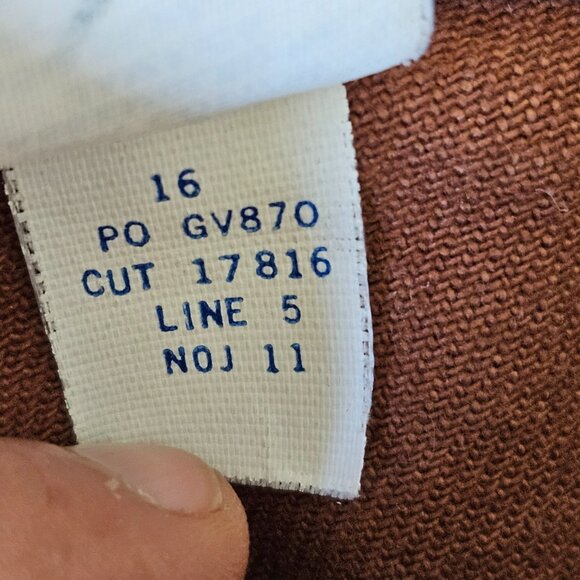 16
PO GV870
CUT 17816
LINE 5
NOJ 11